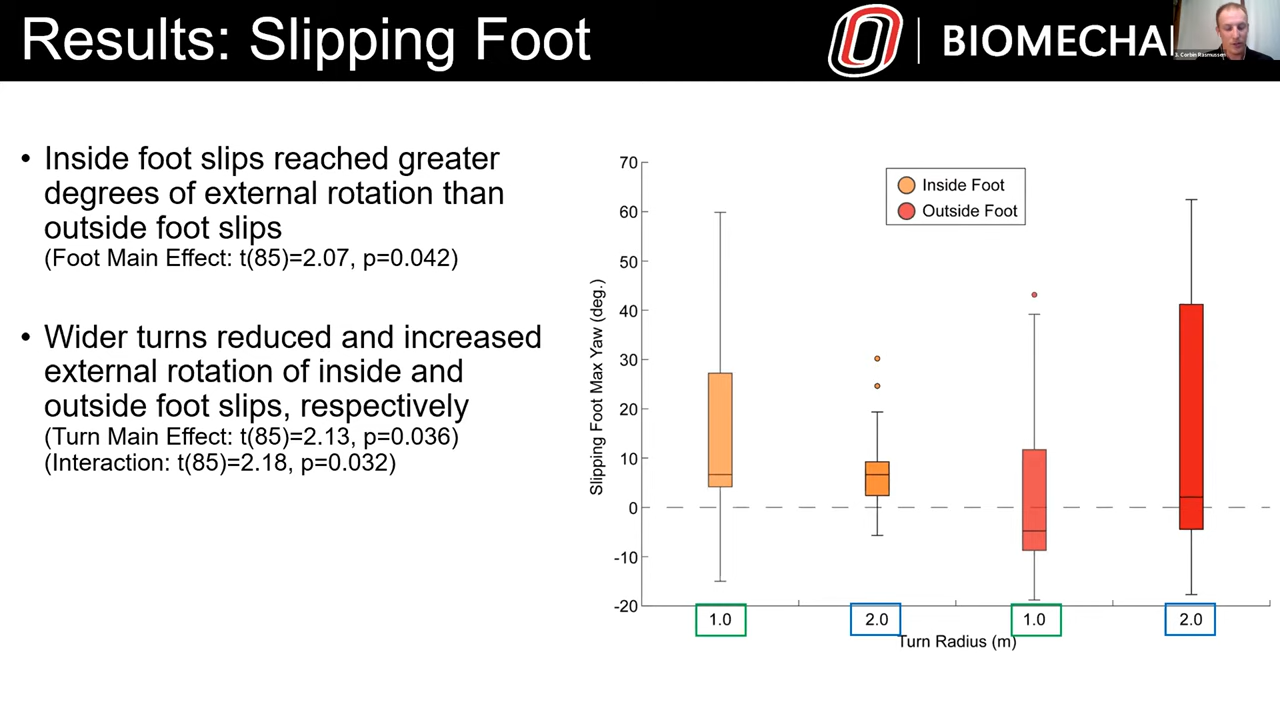 Results: Slipping Foot
BIOMECHA
S. Corbin Rasmussen
• Inside foot slips reached greater
degrees of external rotation than
outside foot slips
(Foot Main Effect: t(85)=2.07, p=0.042)
• Wider turns reduced and increased
external rotation of inside and
outside foot slips, respectively
(Turn Main Effect: t(85)=2.13, p=0.036)
(Interaction: t(85)=2.18, p=0.032)
Slipping Foot Max Yaw (deg.)
70
60
50
40
30
20
10
0
-10
-20
Inside Foot
Outside Foot
1.0 2.0 1.0 2.0
Turn Radius (m)